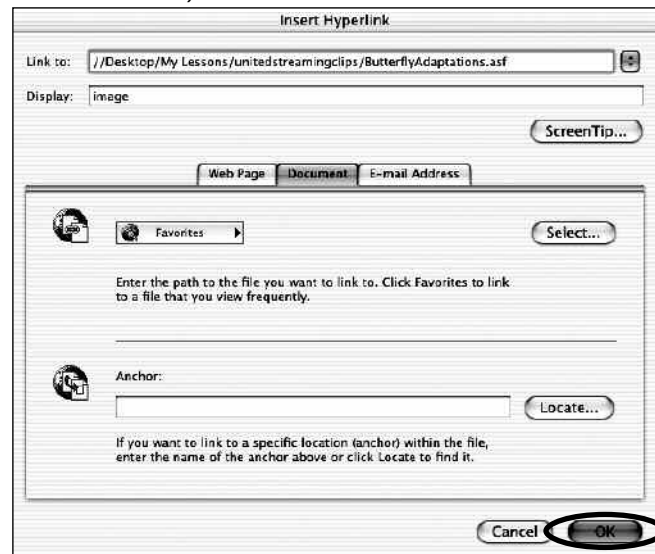 Insert Hyperlink
Link to: //Desktop/My Lessons/unitedstreamingclips/ButterflyAdaptations.asf
Display: image
ScreenTip...
Web Page Document E-mail Address
Favorites Select...
Enter the path to the file you want to link to. Click Favorites to link
to a file that you view frequently.
Anchor:
Locate...
If you want to link to a specific location (anchor) within the file,
enter the name of the anchor above or click Locate to find it.
Cancel OK